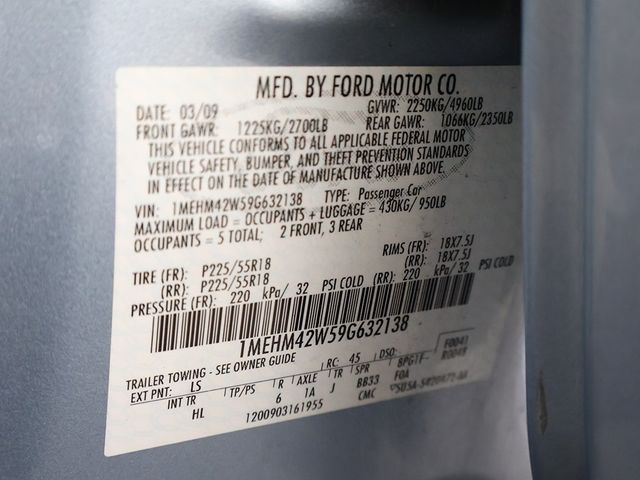 MFD. BY FORD MOTOR CO.
DATE: 03/09 GVWR: 2250KG/4960LB
FRONT GAWR: 1225KG/2700LB REAR GAWR: 1066KG/2350LB
THIS VEHICLE CONFORMS TO ALL APPLICABLE FEDERAL MOTOR
VEHICLE SAFETY, BUMPER, AND THEFT PREVENTION STANDARDS
IN EFFECT ON THE DATE OF MANUFACTURE SHOWN ABOVE.
VIN: 1MEHM42W59G632138 TYPE: Passenger Car
MAXIMUM LOAD = OCCUPANTS + LUGGAGE = 430KG/ 950LB
OCCUPANTS = 5 TOTAL; 2 FRONT, 3 REAR
TIRE (FR): P225/55R18 RIMS (FR): 18X7.5J
(RR): P225/55R18 (RR): 18X7.5J
PRESSURE (FR): 220 kPa/ 32 PSI COLD (RR): 220 kPa/ 32 PSI COLD
1MEHM42W59G632138
TRAILER TOWING - SEE OWNER GUIDE
EXT PNT: LS RC: 45 DSO: F0041
INT TR TP/PS R AXLE TR SPR R0049
HL 6 1A J BB33
CMC
1200903161955